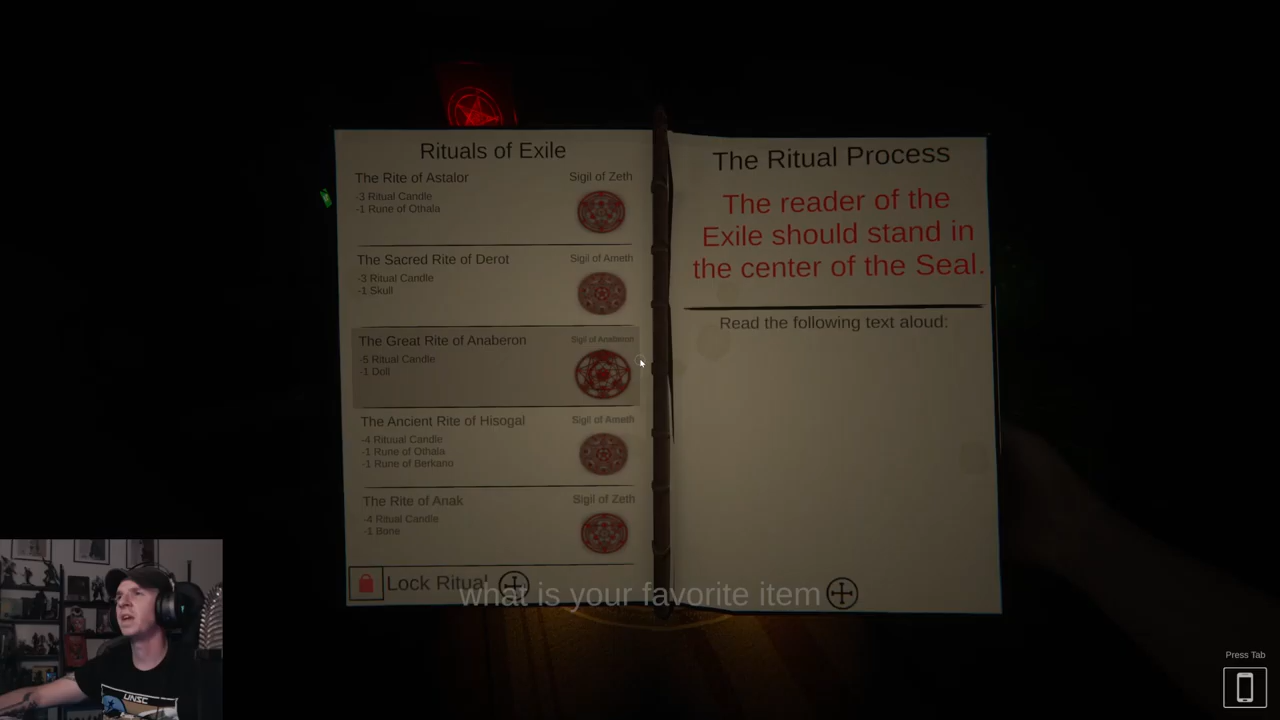 Rituals of Exile
The Rite of Astalor
Sigil of Zeth
-3 Ritual Candle
-1 Rune of Othala
The Sacred Rite of Derot
Sigil of Ameth
-3 Ritual Candle
-1 Skull
The Great Rite of Anaberon
Sigil of Anaberon
-5 Ritual Candle
-1 Doll
The Ancient Rite of Hisogal
Sigil of Ameth
-4 Rituual Candle
-1 Rune of Othala
-1 Rune of Berkano
The Rite of Anak
Sigil of Zeth
-4 Ritual Candle
-1 Bone
Lock Ritual
The Ritual Process
The reader of the
Exile should stand in
the center of the Seal.
Read the following text aloud:
what is your favorite item
Press Tab
UNSC